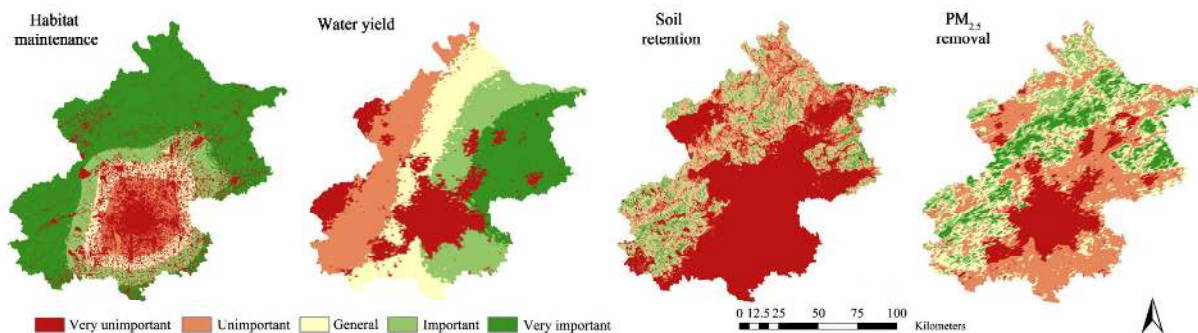 Habitat
maintenance
Water yield
Soil
retention
PM2.5
removal
Very unimportant
Unimportant
General
Important
Very important
0 12.5 25 50 75 100
Kilometers